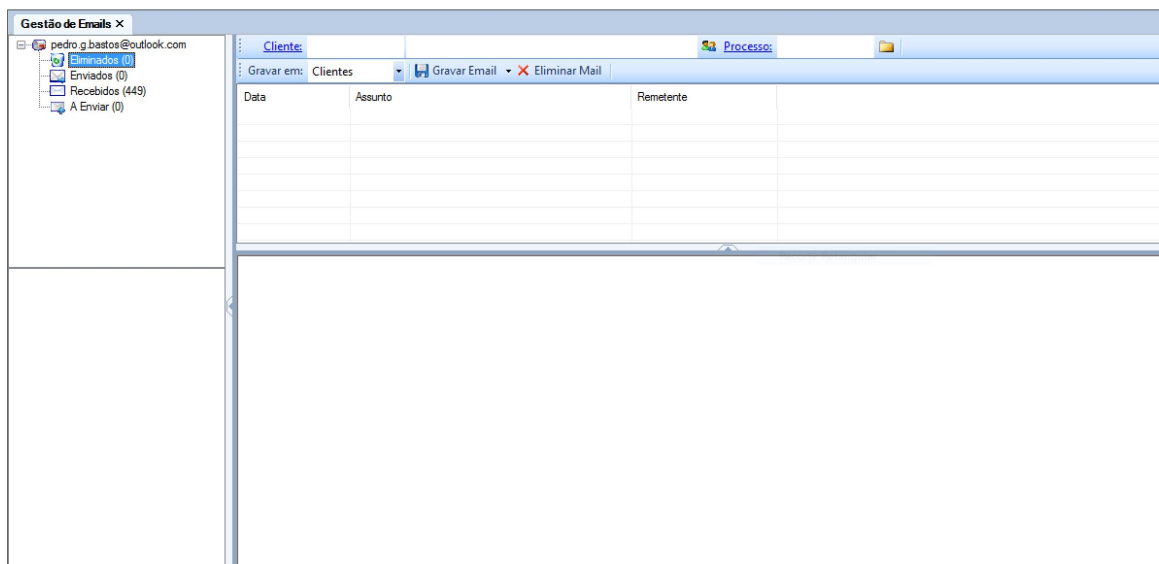 Gestão de Emails ×
pedro.g.bastos@outlook.com
Eliminados (0)
Enviados (0)
Recebidos (449)
A Enviar (0)
Cliente: Processo:
Gravar em: Clientes Gravar Email Eliminar Mail
Data Assunto Remetente